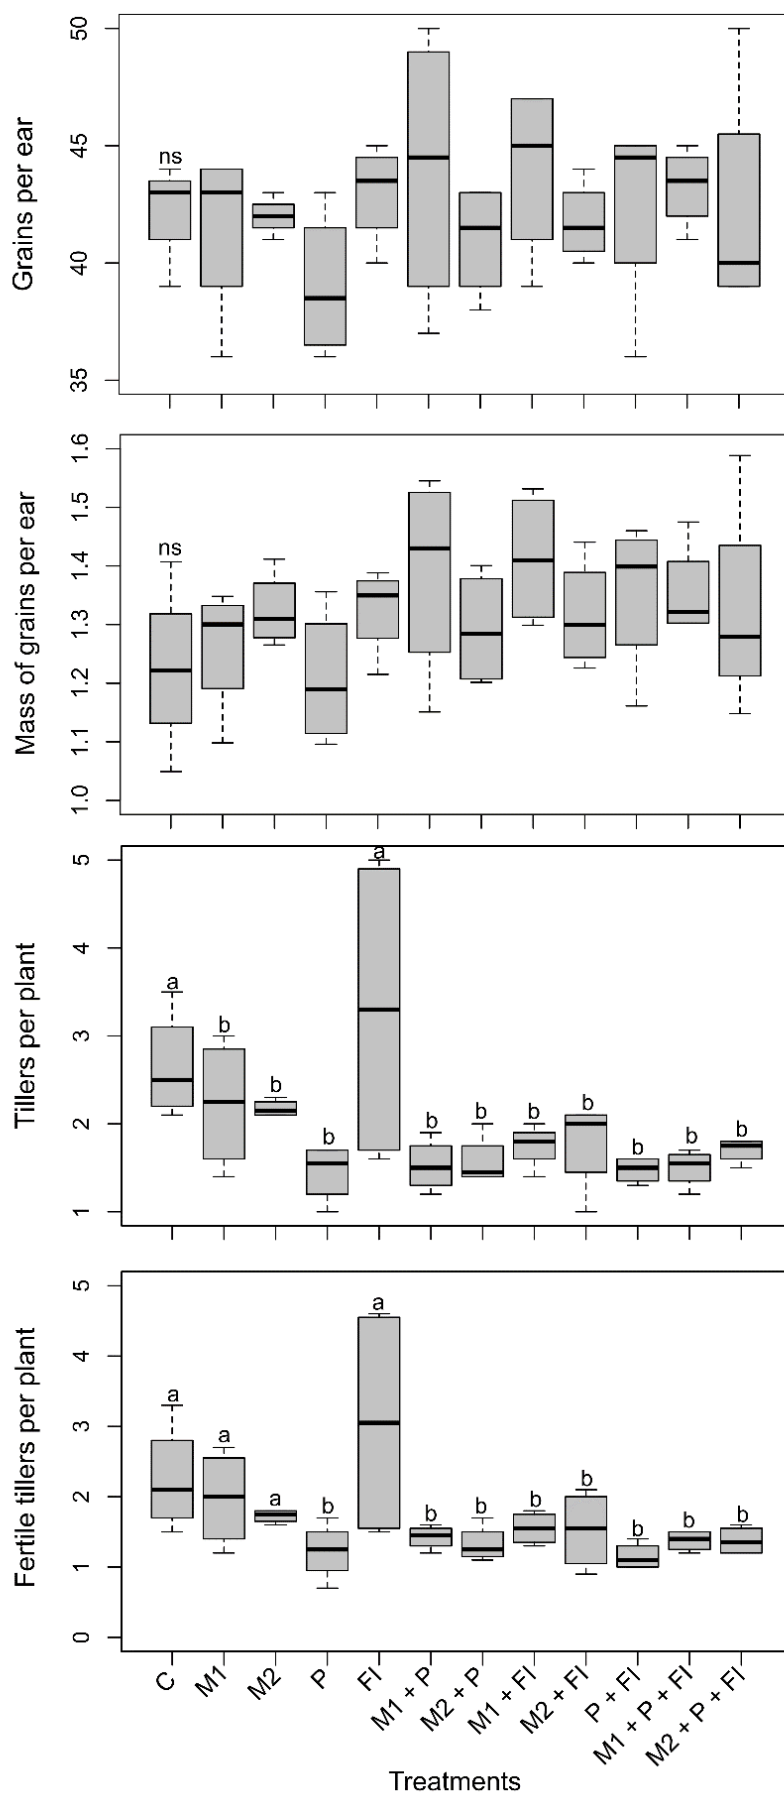 Grains per ear
50
45
40
35
ns
Mass of grains per ear
1.6
1.5
1.4
1.3
1.2
1.1
1.0
ns
Tillers per plant
5
4
3
2
1
a
b
b
b
a
b
b
b
b
b
b
b
Fertile tillers per plant
5
4
3
2
1
0
a
a
a
b
a
b
b
b
b
b
b
b
C
M1
M2
P
FI
M1 + P
M2 + P
M1 + FI
M2 + FI
P + FI
M1 + P + FI
M2 + P + FI
Treatments